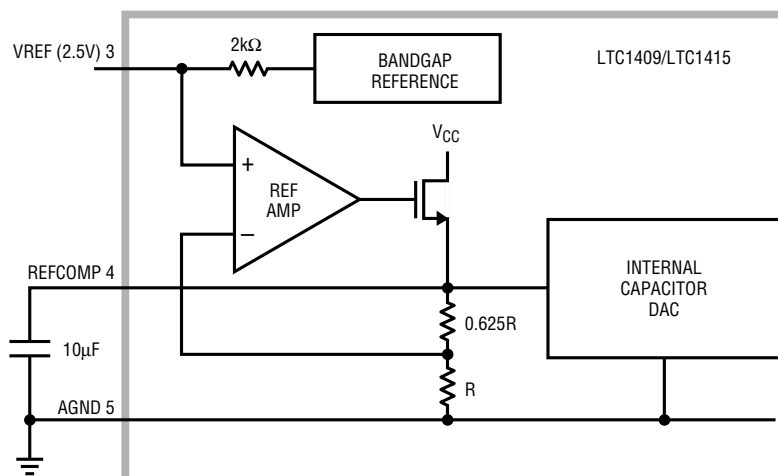 VREF (2.5V) 3
2kΩ
BANDGAP
REFERENCE
LTC1409/LTC1415
VCC
+
REF
AMP
–
REFCOMP 4
INTERNAL
CAPACITOR
DAC
0.625R
10µF
R
AGND 5